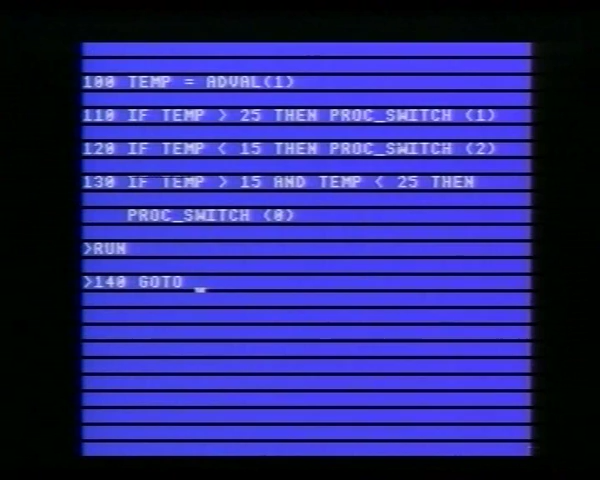 100 TEMP = ADVAL(1)
110 IF TEMP > 25 THEN PROC_SWITCH (1)
120 IF TEMP < 15 THEN PROC_SWITCH (2)
130 IF TEMP > 15 AND TEMP < 25 THEN
PROC_SWITCH (0)
>RUN
>140 GOTO _